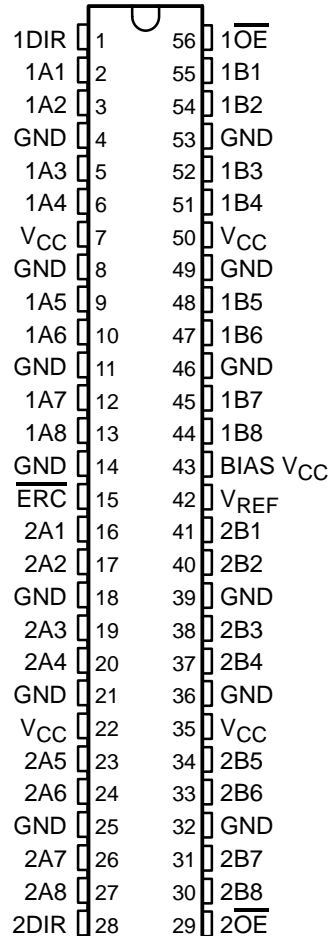 1DIR 1 56 1O̅E̅
1A1 2 55 1B1
1A2 3 54 1B2
GND 4 53 GND
1A3 5 52 1B3
1A4 6 51 1B4
VCC 7 50 VCC
GND 8 49 GND
1A5 9 48 1B5
1A6 10 47 1B6
GND 11 46 GND
1A7 12 45 1B7
1A8 13 44 1B8
GND 14 43 BIAS VCC
E̅R̅C̅ 15 42 VREF
2A1 16 41 2B1
2A2 17 40 2B2
GND 18 39 GND
2A3 19 38 2B3
2A4 20 37 2B4
GND 21 36 GND
VCC 22 35 VCC
2A5 23 34 2B5
2A6 24 33 2B6
GND 25 32 GND
2A7 26 31 2B7
2A8 27 30 2B8
2DIR 28 29 2O̅E̅